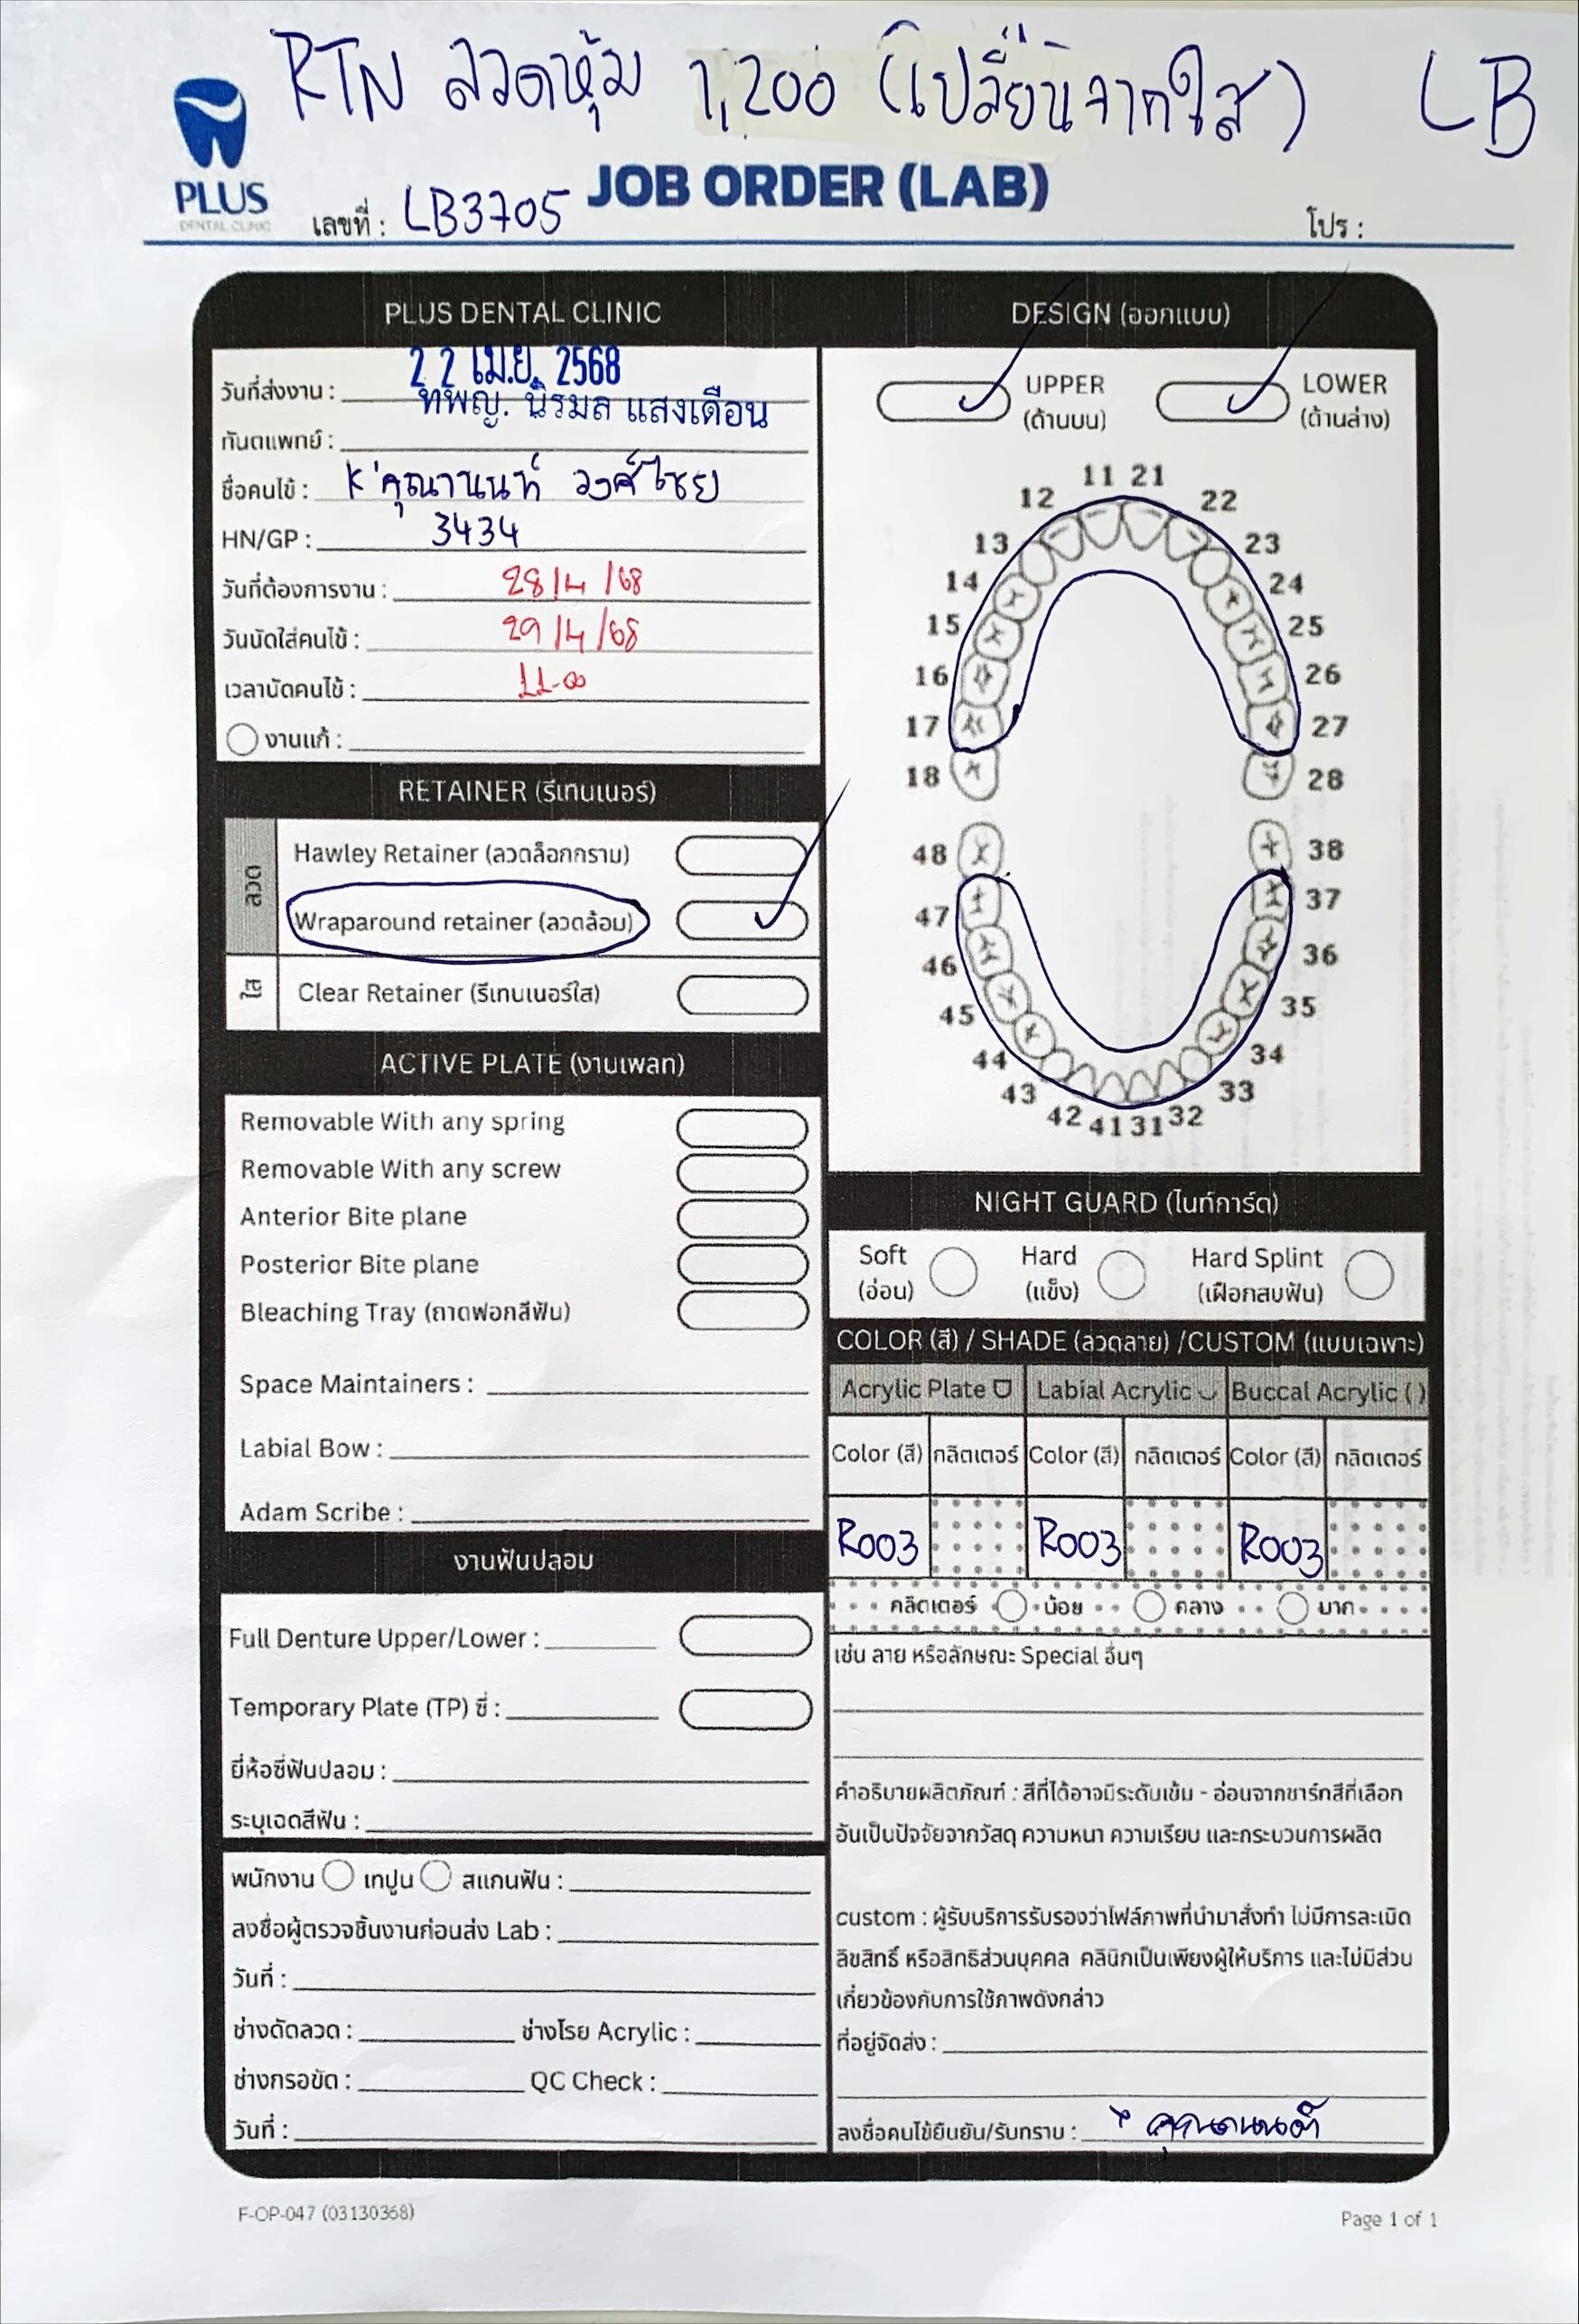 RTN ลวดหุ้ม 1,200 (เปลี่ยนจากใส) LB
PLUS
DENTAL CLINIC
เลขที่ : LB3705
JOB ORDER (LAB)
โปร :
PLUS DENTAL CLINIC
วันที่ส่งงาน : 22 เม.ย. 2568
ทันตแพทย์ : ทพญ. นิรมล แสงเดือน
ชื่อคนไข้ : K'คุณานนท์ วงศ์ไชย
HN/GP : 3434
วันที่ต้องการงาน : 28/4/68
วันนัดใส่คนไข้ : 29/4/68
เวลานัดคนไข้ : 11-00
งานแก้ :
RETAINER (รีเทนเนอร์)
ลวด
Hawley Retainer (ลวดล็อกกราม)
Wraparound retainer (ลวดล้อม)
ใส
Clear Retainer (รีเทนเนอร์ใส)
ACTIVE PLATE (งานเพลท)
Removable With any spring
Removable With any screw
Anterior Bite plane
Posterior Bite plane
Bleaching Tray (ถาดฟอกสีฟัน)
Space Maintainers :
Labial Bow :
Adam Scribe :
งานฟันปลอม
Full Denture Upper/Lower :
Temporary Plate (TP) ซี่ :
ยี่ห้อซี่ฟันปลอม :
ระบุเฉดสีฟัน :
พนักงาน เทปูน สแกนฟัน :
ลงชื่อผู้ตรวจชิ้นงานก่อนส่ง Lab :
วันที่ :
ช่างดัดลวด : ช่างโรย Acrylic :
ช่างกรอขัด : QC Check :
วันที่ :
DESIGN (ออกแบบ)
UPPER
(ด้านบน)
LOWER
(ด้านล่าง)
11 21
12 22
13 23
14 24
15 25
16 26
17 27
18 28
48 38
47 37
46 36
45 35
44 34
43 33
42 41 31 32
NIGHT GUARD (ไนท์การ์ด)
Soft Hard Hard Splint
(อ่อน) (แข็ง) (เฝือกสบฟัน)
COLOR (สี) / SHADE (ลวดลาย) /CUSTOM (แบบเฉพาะ)
Acrylic Plate Labial Acrylic Buccal Acrylic ( )
Color (สี) กลิตเตอร์ Color (สี) กลิตเตอร์ Color (สี) กลิตเตอร์
R003 R003 R003
กลิตเตอร์ น้อย กลาง มาก
เช่น ลาย หรือลักษณะ Special อื่นๆ
คำอธิบายผลิตภัณฑ์ : สีที่ได้อาจมีระดับเข้ม - อ่อนจากชาร์ทสีที่เลือก
อันเป็นปัจจัยจากวัสดุ ความหนา ความเรียบ และกระบวนการผลิต
custom : ผู้รับบริการรับรองว่าไฟล์ภาพที่นำมาสั่งทำ ไม่มีการละเมิด
ลิขสิทธิ์ หรือสิทธิส่วนบุคคล คลินิกเป็นเพียงผู้ให้บริการ และไม่มีส่วน
เกี่ยวข้องกับการใช้ภาพดังกล่าว
ที่อยู่จัดส่ง :
ลงชื่อคนไข้ยืนยัน/รับทราบ : x คุณานนท์
F-OP-047 (03130368)
Page 1 of 1